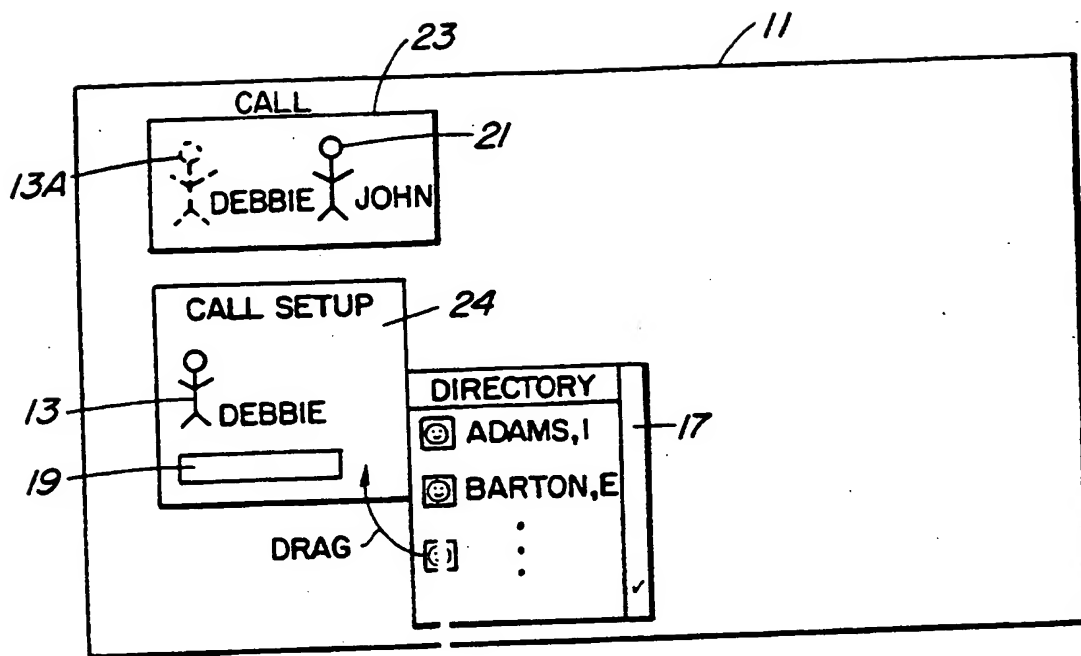 23
11
CALL
21
13A
DEBBIE JOHN
CALL SETUP
24
13
DEBBIE
DIRECTORY
17
ADAMS, I
19
BARTON, E
DRAG